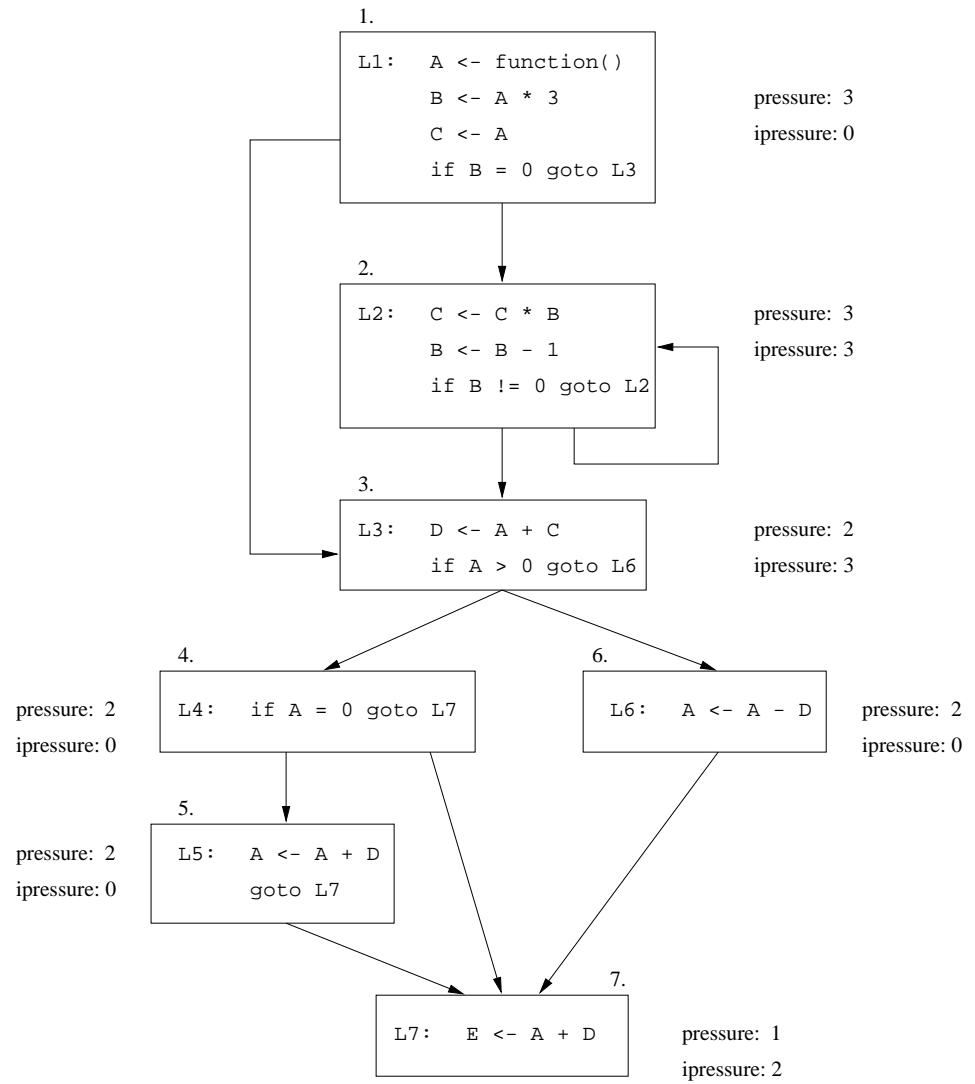 1.
L1: A <- function()
B <- A * 3
C <- A
if B = 0 goto L3
pressure: 3
ipressure: 0
2.
L2: C <- C * B
B <- B - 1
if B != 0 goto L2
pressure: 3
ipressure: 3
3.
L3: D <- A + C
if A > 0 goto L6
pressure: 2
ipressure: 3
4.
L4: if A = 0 goto L7
pressure: 2
ipressure: 0
6.
L6: A <- A - D
pressure: 2
ipressure: 0
5.
L5: A <- A + D
goto L7
pressure: 2
ipressure: 0
7.
L7: E <- A + D
pressure: 1
ipressure: 2